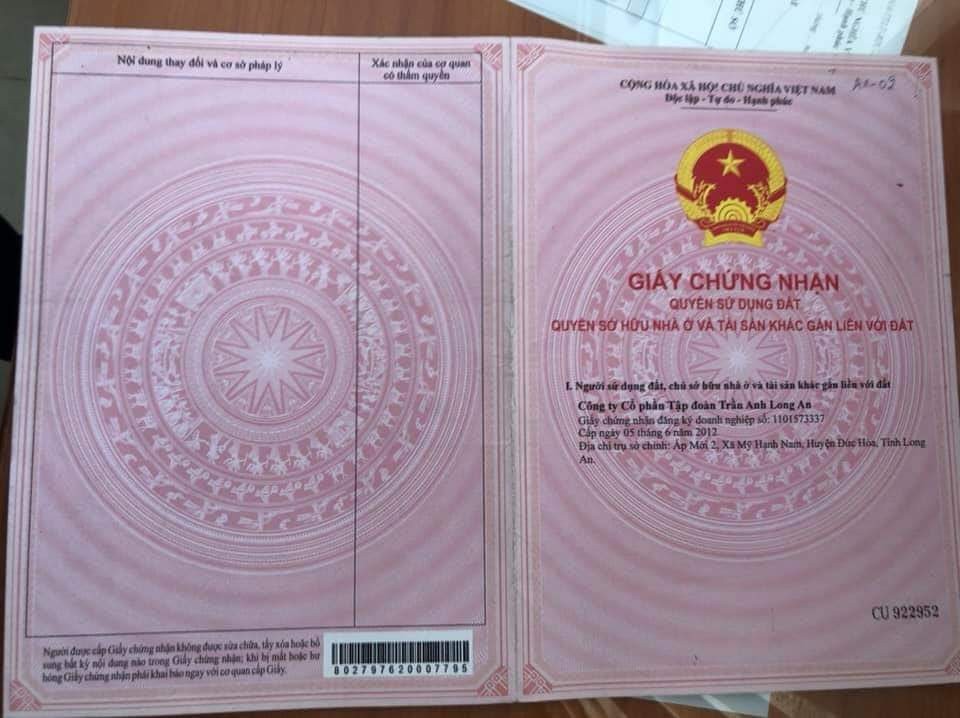 Nội dung thay đổi và cơ sở pháp lý
Xác nhận của cơ quan
có thẩm quyền
Người được cấp Giấy chứng nhận không được sửa chữa, tẩy xóa hoặc bổ
sung bất kỳ nội dung nào trong Giấy chứng nhận; khi bị mất hoặc hư
hỏng Giấy chứng nhận phải khai báo ngay với cơ quan cấp Giấy.
802797620007795
CỘNG HÒA XÃ HỘI CHỦ NGHĨA VIỆT NAM
Độc lập - Tự do - Hạnh phúc
GIẤY CHỨNG NHẬN
QUYỀN SỬ DỤNG ĐẤT
QUYỀN SỞ HỮU NHÀ Ở VÀ TÀI SẢN KHÁC GẮN LIỀN VỚI ĐẤT
I. Người sử dụng đất, chủ sở hữu nhà ở và tài sản khác gắn liền với đất
Công ty Cổ phần Tập đoàn Trần Anh Long An
Giấy chứng nhận đăng ký doanh nghiệp số: 1101573337
Cấp ngày 05 tháng 6 năm 2012
Địa chỉ trụ sở chính: Ấp Mới 2, Xã Mỹ Hạnh Nam, Huyện Đức Hòa, Tỉnh Long
An.
CU 922952